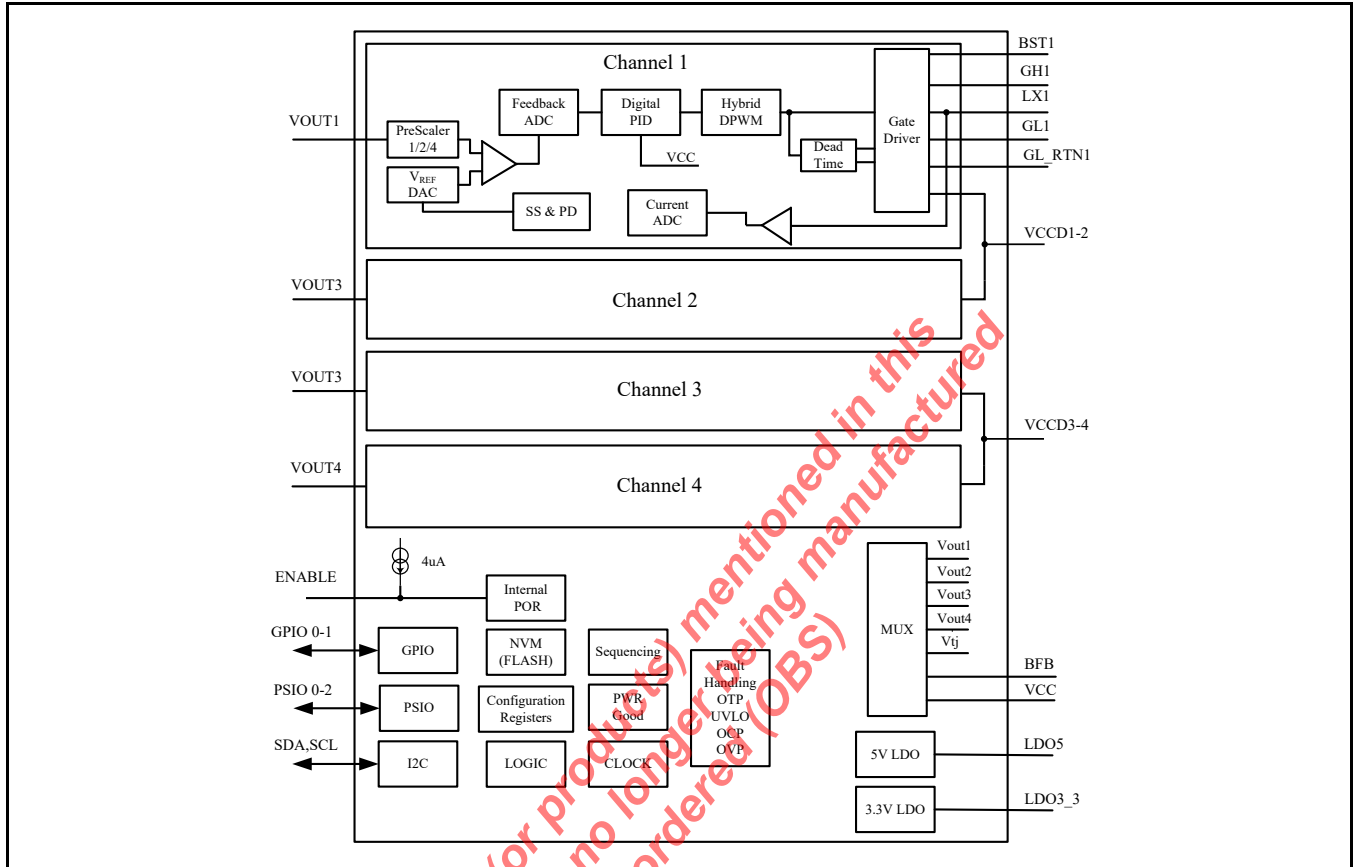 Channel 1
BST1
GH1
LX1
GL1
GL_RTN1
VCCD1-2
VOUT1
PreScaler
1/2/4
VREF
DAC
Feedback
ADC
Digital
PID
Hybrid
DPWM
VCC
Dead
Time
Gate
Driver
SS & PD
Current
ADC
VOUT3
Channel 2
VOUT3
Channel 3
VCCD3-4
VOUT4
Channel 4
4uA
ENABLE
Internal
POR
GPIO 0-1
GPIO
NVM
(FLASH)
Sequencing
PSIO 0-2
PSIO
Configuration
Registers
PWR
Good
SDA,SCL
I2C
LOGIC
CLOCK
Fault
Handling
OTP
UVLO
OCP
OVP
MUX
Vout1
Vout2
Vout3
Vout4
Vtj
BFB
VCC
5V LDO
LDO5
3.3V LDO
LDO3_3
(or products) mentioned in this
no longer being manufactured
ordered (OBS)